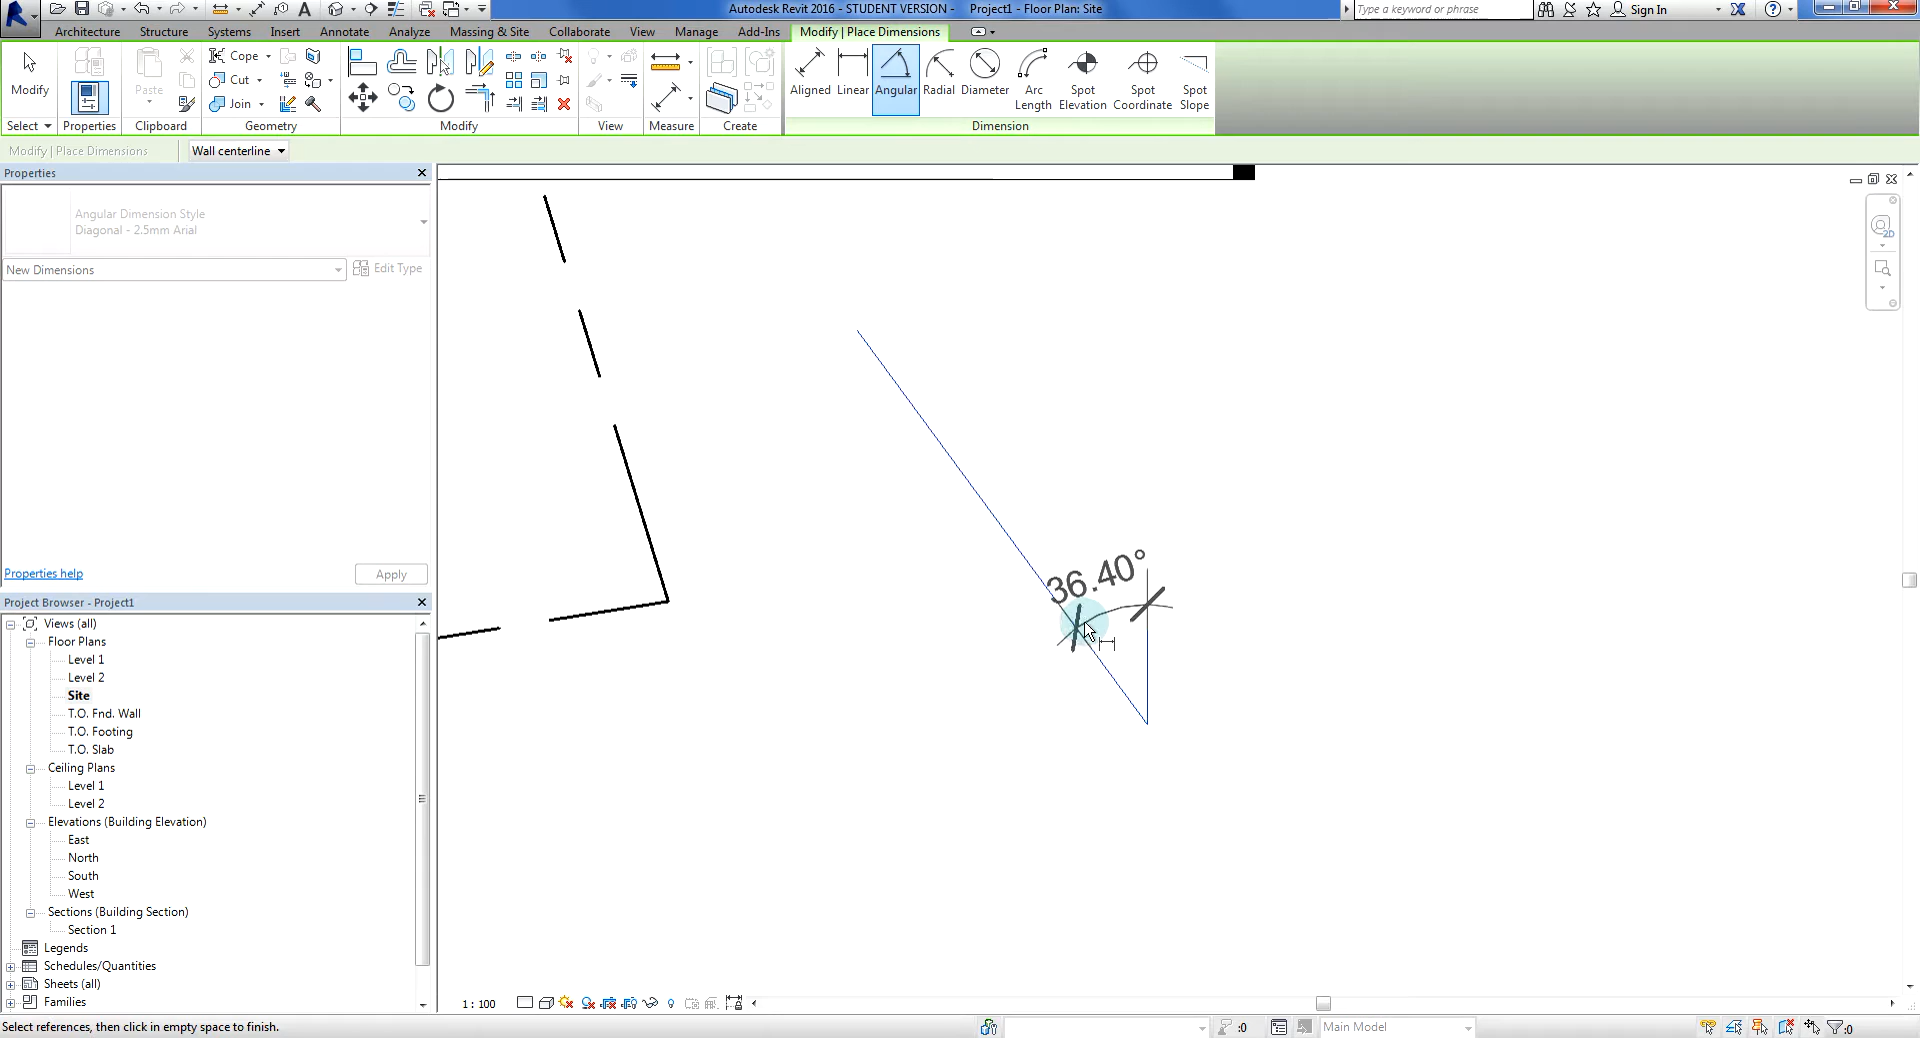 Autodesk Revit 2016 - STUDENT VERSION - Project1 - Floor Plan: Site
Type a keyword or phrase
Sign In
Architecture Structure Systems Insert Annotate Analyze Massing & Site Collaborate View Manage Add-Ins Modify | Place Dimensions
Modify Paste Cope Cut Join Aligned Linear Angular Radial Diameter Arc Length Spot Elevation Spot Coordinate Spot Slope
Select Properties Clipboard Geometry Modify View Measure Create Dimension
Modify | Place Dimensions Wall centerline
Properties
Angular Dimension Style
Diagonal - 2.5mm Arial
New Dimensions Edit Type
Properties help Apply
Project Browser - Project1
Views (all)
Floor Plans
Level 1
Level 2
Site
T.O. Fnd. Wall
T.O. Footing
T.O. Slab
Ceiling Plans
Level 1
Level 2
Elevations (Building Elevation)
East
North
South
West
Sections (Building Section)
Section 1
Legends
Schedules/Quantities
Sheets (all)
Families
36.40°
2D
1 : 100
Select references, then click in empty space to finish.
:0
Main Model
:0